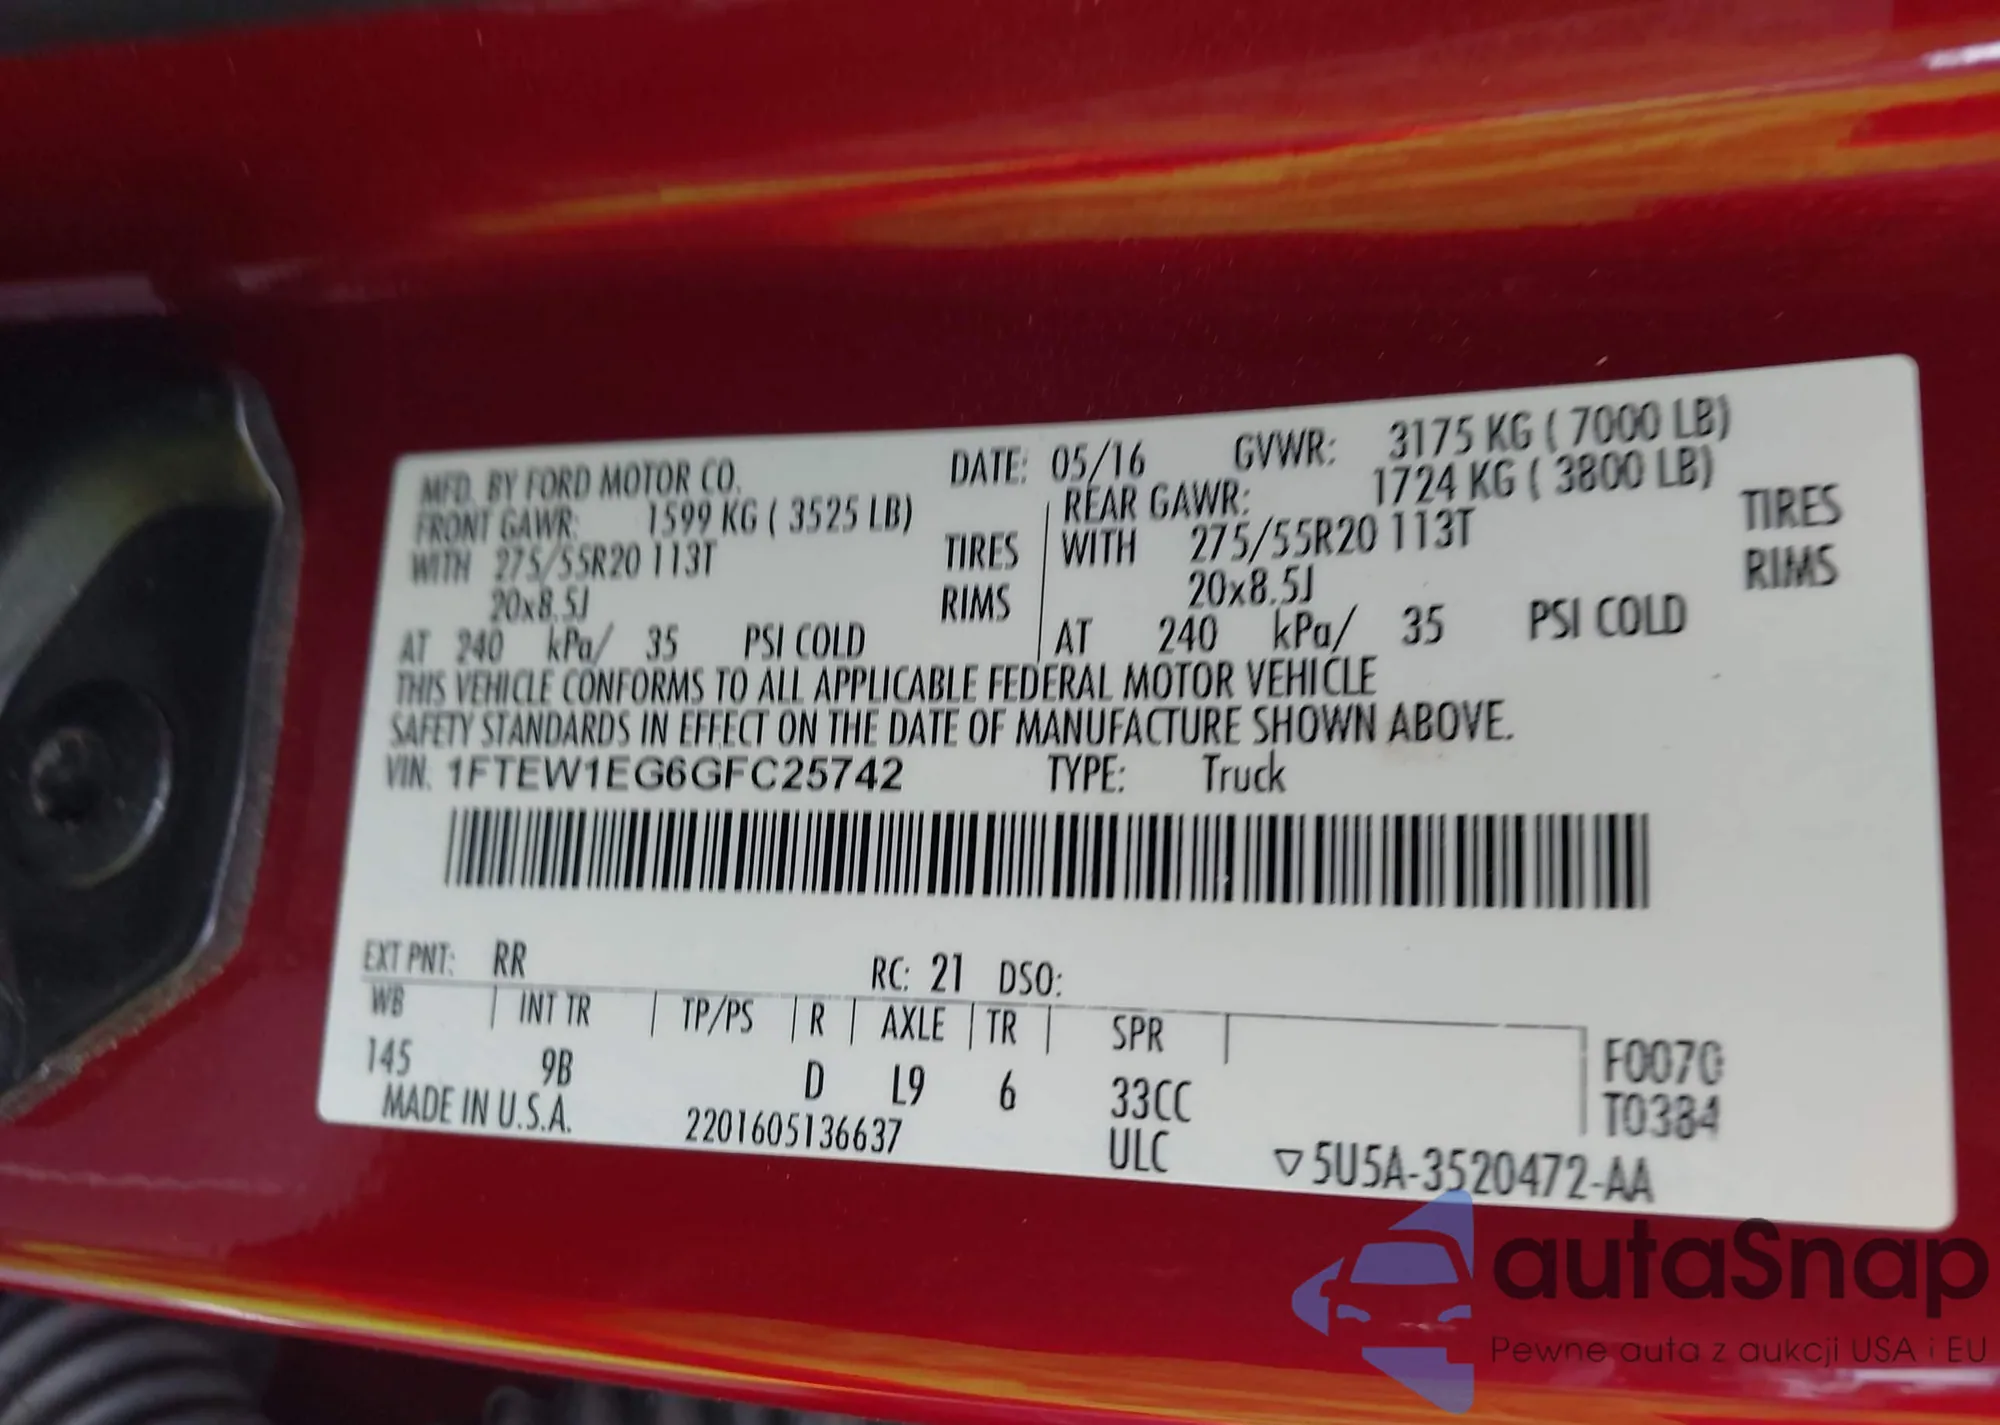 MFD. BY FORD MOTOR CO. DATE: 05/16 GVWR: 3175 KG ( 7000 LB)
FRONT GAWR: 1599 KG ( 3525 LB) REAR GAWR: 1724 KG ( 3800 LB)
WITH 275/55R20 113T TIRES WITH 275/55R20 113T TIRES
20x8.5J RIMS 20x8.5J RIMS
AT 240 kPa/ 35 PSI COLD AT 240 kPa/ 35 PSI COLD
THIS VEHICLE CONFORMS TO ALL APPLICABLE FEDERAL MOTOR VEHICLE
SAFETY STANDARDS IN EFFECT ON THE DATE OF MANUFACTURE SHOWN ABOVE.
VIN: 1FTEW1EG6GFC25742 TYPE: Truck
EXT PNT: RR RC: 21 DSO:
WB INT TR TP/PS R AXLE TR SPR F0070
145 9B D L9 6 33CC T0384
MADE IN U.S.A. 2201605136637 ULC ▽5U5A-3520472-AA
autaSnap
Pewne auta z aukcji USA i EU